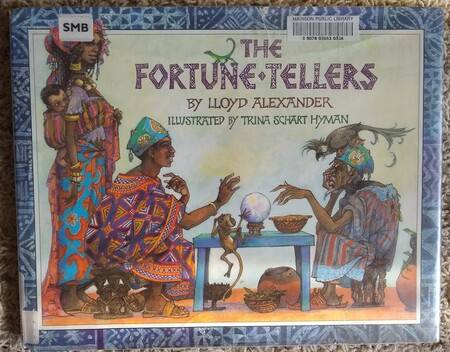 SMB
MADISON PUBLIC LIBRARY
THE
FORTUNE-TELLERS
BY LLOYD ALEXANDER
ILLUSTRATED BY TRINA SCHART HYMAN